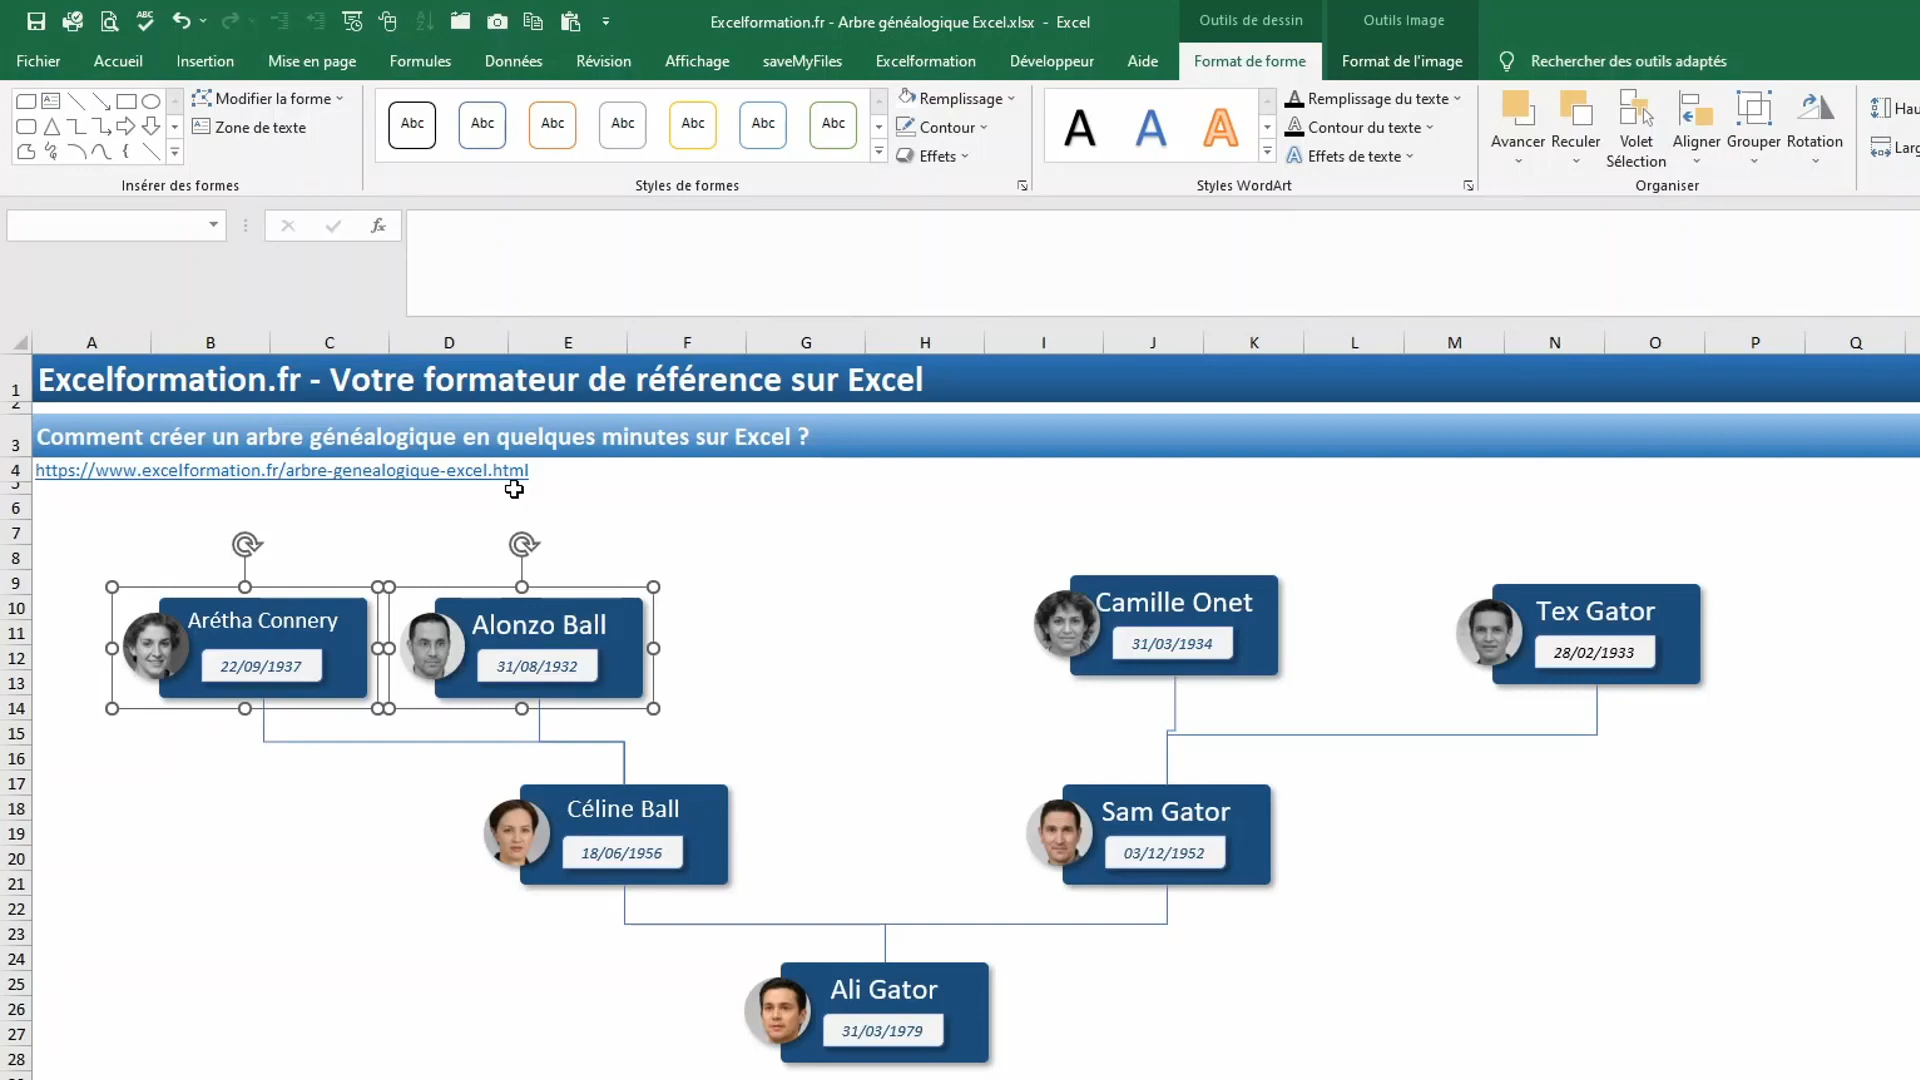 Excelformation.fr - Arbre généalogique Excel.xlsx - Excel
Outils de dessin
Outils Image
Fichier
Accueil
Insertion
Mise en page
Formules
Données
Révision
Affichage
saveMyFiles
Excelformation
Développeur
Aide
Format de forme
Format de l'image
Rechercher des outils adaptés
Modifier la forme
Zone de texte
Insérer des formes
Abc Abc Abc Abc Abc Abc Abc
Remplissage
Contour
Effets
Styles de formes
A A A
Remplissage du texte
Contour du texte
Effets de texte
Styles WordArt
Avancer
Reculer
Volet
Sélection
Aligner
Grouper
Rotation
Organiser
Hau
Larg
fx
A B C D E F G H I J K L M N O P Q
1
2
3
4
5
6
7
8
9
10
11
12
13
14
15
16
17
18
19
20
21
22
23
24
25
26
27
28
Excelformation.fr - Votre formateur de référence sur Excel
Comment créer un arbre généalogique en quelques minutes sur Excel ?
https://www.excelformation.fr/arbre-genealogique-excel.html
Arétha Connery
22/09/1937
Alonzo Ball
31/08/1932
Camille Onet
31/03/1934
Tex Gator
28/02/1933
Céline Ball
18/06/1956
Sam Gator
03/12/1952
Ali Gator
31/03/1979